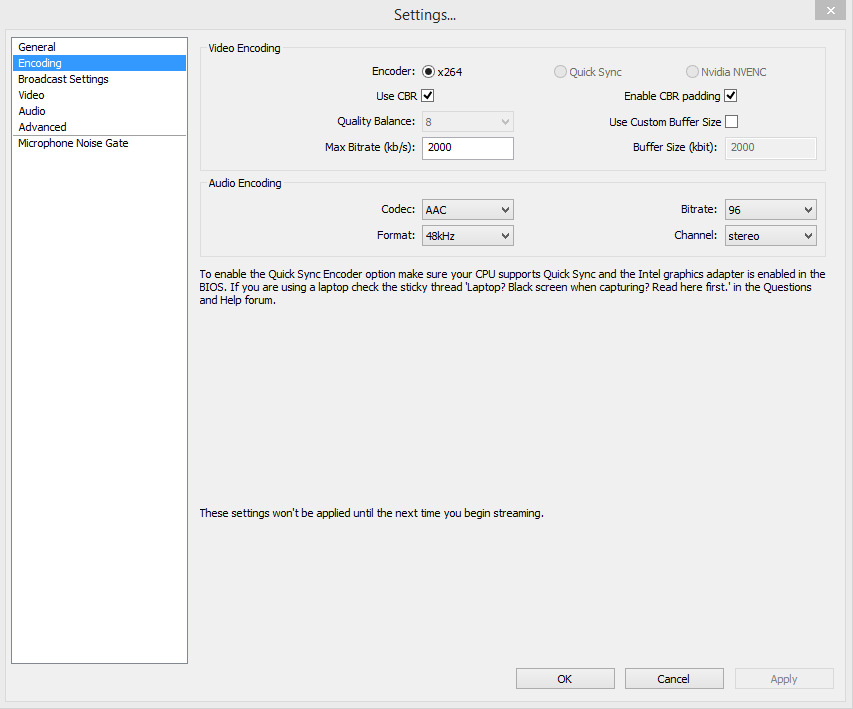 Settings...
General
Encoding
Broadcast Settings
Video
Audio
Advanced
Microphone Noise Gate
Video Encoding
Encoder: x264 Quick Sync Nvidia NVENC
Use CBR Enable CBR padding
Quality Balance: 8 Use Custom Buffer Size
Max Bitrate (kb/s): 2000 Buffer Size (kbit): 2000
Audio Encoding
Codec: AAC Bitrate: 96
Format: 48kHz Channel: stereo
To enable the Quick Sync Encoder option make sure your CPU supports Quick Sync and the Intel graphics adapter is enabled in the
BIOS. If you are using a laptop check the sticky thread 'Laptop? Black screen when capturing? Read here first.' in the Questions
and Help forum.
These settings won't be applied until the next time you begin streaming.
OK Cancel Apply